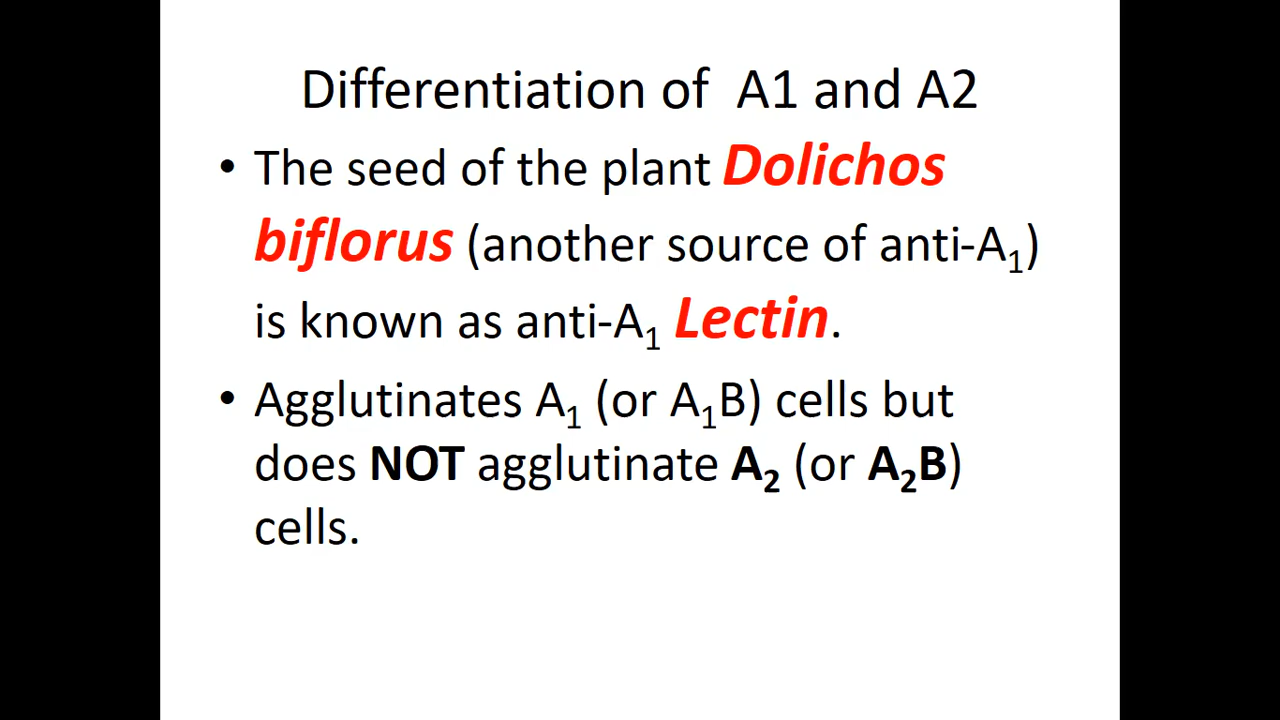 Differentiation of  A1 and A2
• The seed of the plant Dolichos
biflorus (another source of anti-A₁)
is known as anti-A₁ Lectin.
• Agglutinates A₁ (or A₁B) cells but
does NOT agglutinate A₂ (or A₂B)
cells.